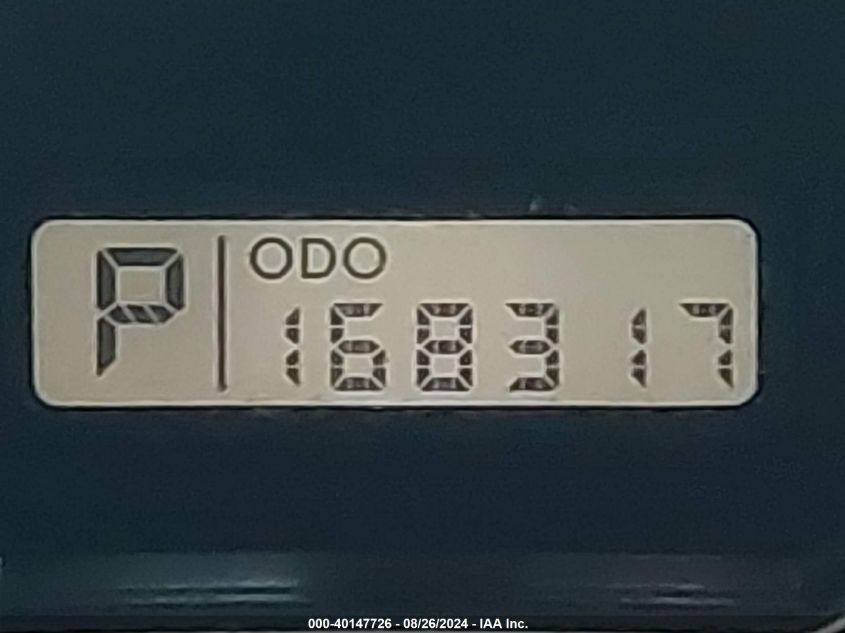 P
ODO
168317
000-40147726 - 08/26/2024 - IAA Inc.